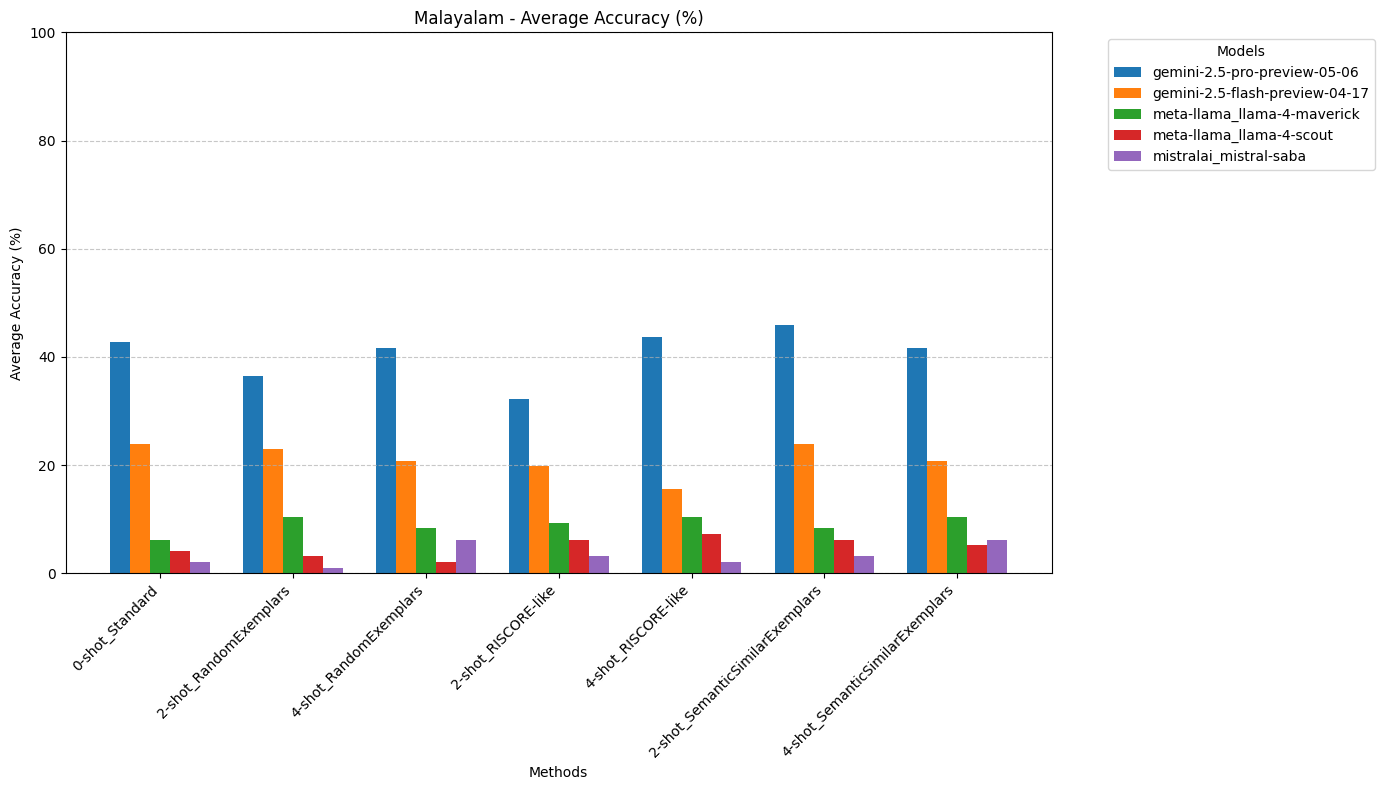 Malayalam - Average Accuracy (%)
100
80
60
40
20
0
Average Accuracy (%)
0-shot_Standard
2-shot_RandomExemplars
4-shot_RandomExemplars
2-shot_RISCORE-like
4-shot_RISCORE-like
2-shot_SemanticSimilarExemplars
4-shot_SemanticSimilarExemplars
Methods
Models
gemini-2.5-pro-preview-05-06
gemini-2.5-flash-preview-04-17
meta-llama_llama-4-maverick
meta-llama_llama-4-scout
mistralai_mistral-saba